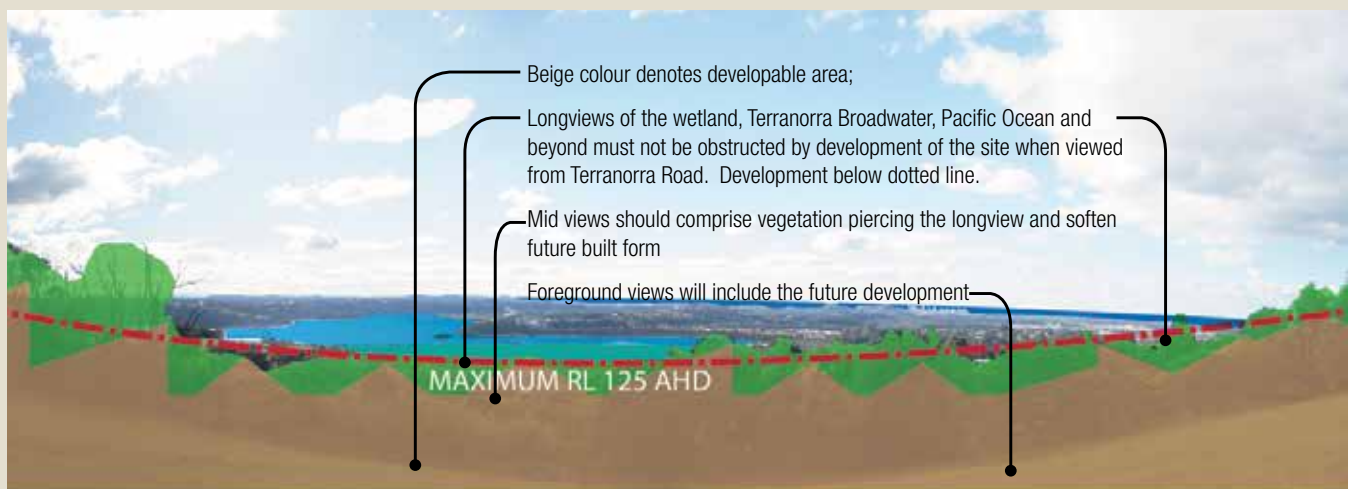 Beige colour denotes developable area;
Longviews of the wetland, Terranorra Broadwater, Pacific Ocean and
beyond must not be obstructed by development of the site when viewed
from Terranorra Road.  Development below dotted line.
Mid views should comprise vegetation piercing the longview and soften
future built form
Foreground views will include the future development
MAXIMUM RL 125 AHD